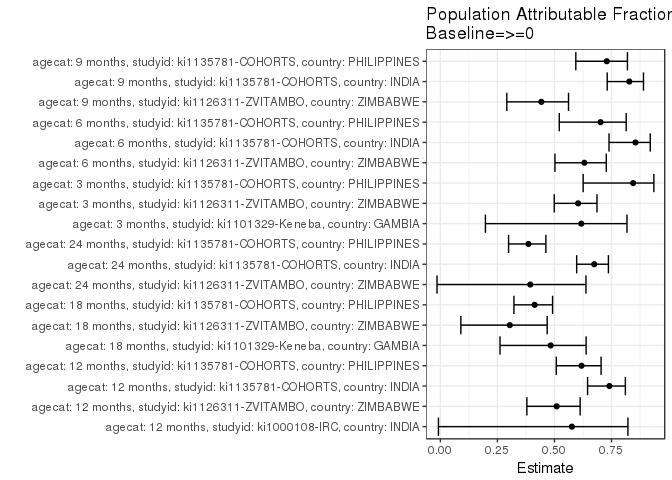 Population Attributable Fraction
Baseline=>=0
agecat: 9 months, studyid: ki1135781-COHORTS, country: PHILIPPINES
agecat: 9 months, studyid: ki1135781-COHORTS, country: INDIA
agecat: 9 months, studyid: ki1126311-ZVITAMBO, country: ZIMBABWE
agecat: 6 months, studyid: ki1135781-COHORTS, country: PHILIPPINES
agecat: 6 months, studyid: ki1135781-COHORTS, country: INDIA
agecat: 6 months, studyid: ki1126311-ZVITAMBO, country: ZIMBABWE
agecat: 3 months, studyid: ki1135781-COHORTS, country: PHILIPPINES
agecat: 3 months, studyid: ki1126311-ZVITAMBO, country: ZIMBABWE
agecat: 3 months, studyid: ki1101329-Keneba, country: GAMBIA
agecat: 24 months, studyid: ki1135781-COHORTS, country: PHILIPPINES
agecat: 24 months, studyid: ki1135781-COHORTS, country: INDIA
agecat: 24 months, studyid: ki1126311-ZVITAMBO, country: ZIMBABWE
agecat: 18 months, studyid: ki1135781-COHORTS, country: PHILIPPINES
agecat: 18 months, studyid: ki1126311-ZVITAMBO, country: ZIMBABWE
agecat: 18 months, studyid: ki1101329-Keneba, country: GAMBIA
agecat: 12 months, studyid: ki1135781-COHORTS, country: PHILIPPINES
agecat: 12 months, studyid: ki1135781-COHORTS, country: INDIA
agecat: 12 months, studyid: ki1126311-ZVITAMBO, country: ZIMBABWE
agecat: 12 months, studyid: ki1000108-IRC, country: INDIA
0.00 0.25 0.50 0.75
Estimate